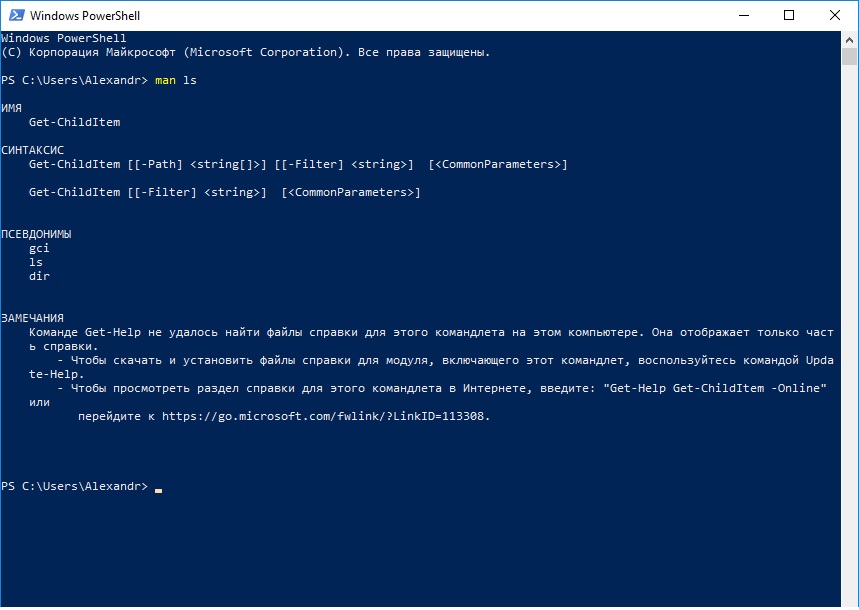 Windows PowerShell
Windows PowerShell
(C) Корпорация Майкрософт (Microsoft Corporation). Все права защищены.
PS C:\Users\Alexandr> man ls
ИМЯ
Get-ChildItem
СИНТАКСИС
Get-ChildItem [[-Path] <string[]>] [[-Filter] <string>]  [<CommonParameters>]
Get-ChildItem [[-Filter] <string>]  [<CommonParameters>]
ПСЕВДОНИМЫ
gci
ls
dir
ЗАМЕЧАНИЯ
Команде Get-Help не удалось найти файлы справки для этого командлета на этом компьютере. Она отображает только част
ь справки.
- Чтобы скачать и установить файлы справки для модуля, включающего этот командлет, воспользуйтесь командой Upda
te-Help.
- Чтобы просмотреть раздел справки для этого командлета в Интернете, введите: "Get-Help Get-ChildItem -Online"
или
перейдите к https://go.microsoft.com/fwlink/?LinkID=113308.
PS C:\Users\Alexandr>